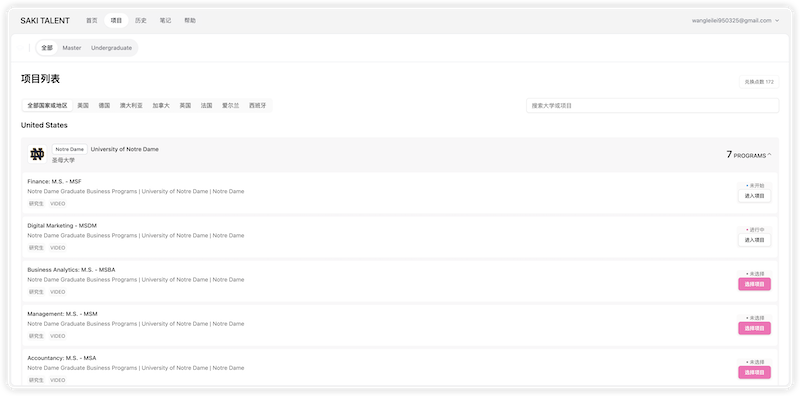 SAKI TALENT 首页 项目 历史 笔记 帮助 wangleilei950325@gmail.com
全部 Master Undergraduate
项目列表
兑换点数 172
全部国家或地区 美国 德国 澳大利亚 加拿大 英国 法国 爱尔兰 西班牙
搜索大学或项目
United States
Notre Dame University of Notre Dame
圣母大学
7 PROGRAMS
Finance: M.S. - MSF
Notre Dame Graduate Business Programs | University of Notre Dame | Notre Dame
研究生 VIDEO
• 未开始
进入项目
Digital Marketing - MSDM
Notre Dame Graduate Business Programs | University of Notre Dame | Notre Dame
研究生 VIDEO
• 进行中
进入项目
Business Analytics: M.S. - MSBA
Notre Dame Graduate Business Programs | University of Notre Dame | Notre Dame
研究生 VIDEO
• 未选择
选择项目
Management: M.S. - MSM
Notre Dame Graduate Business Programs | University of Notre Dame | Notre Dame
研究生 VIDEO
• 未选择
选择项目
Accountancy: M.S. - MSA
Notre Dame Graduate Business Programs | University of Notre Dame | Notre Dame
研究生 VIDEO
• 未选择
选择项目